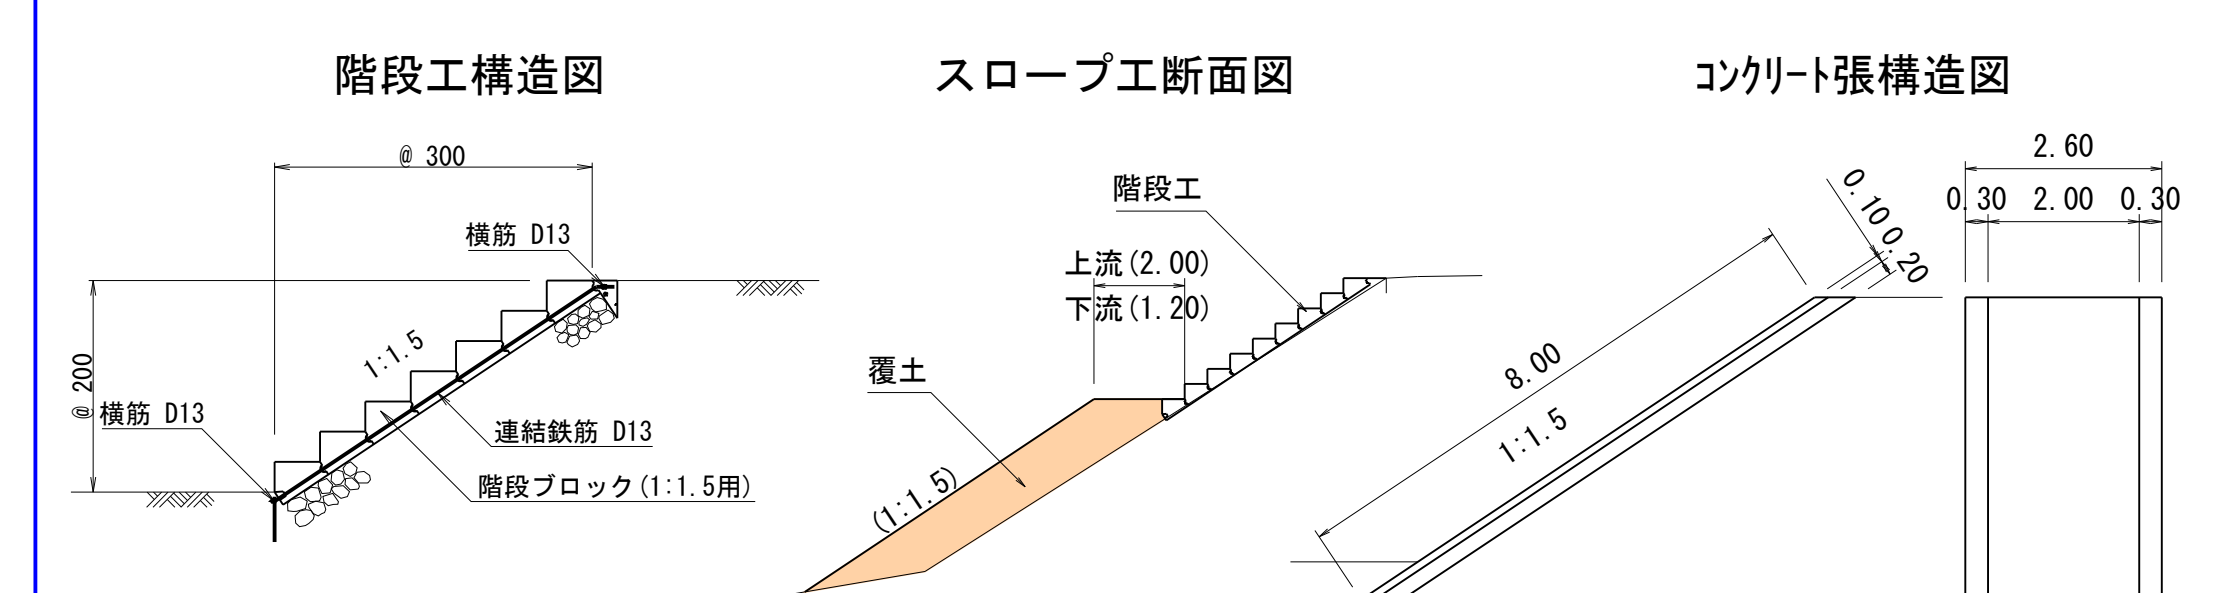 階段工構造図
@ 300
横筋 D13
@ 200
1:1.5
横筋 D13
連結鉄筋 D13
階段ブロック(1:1.5用)
スロープ工断面図
階段工
上流(2.00)
下流(1.20)
覆土
(1:1.5)
コンクリート張構造図
2.60
0.30 2.00 0.30
0.10
0.20
8.00
1:1.5